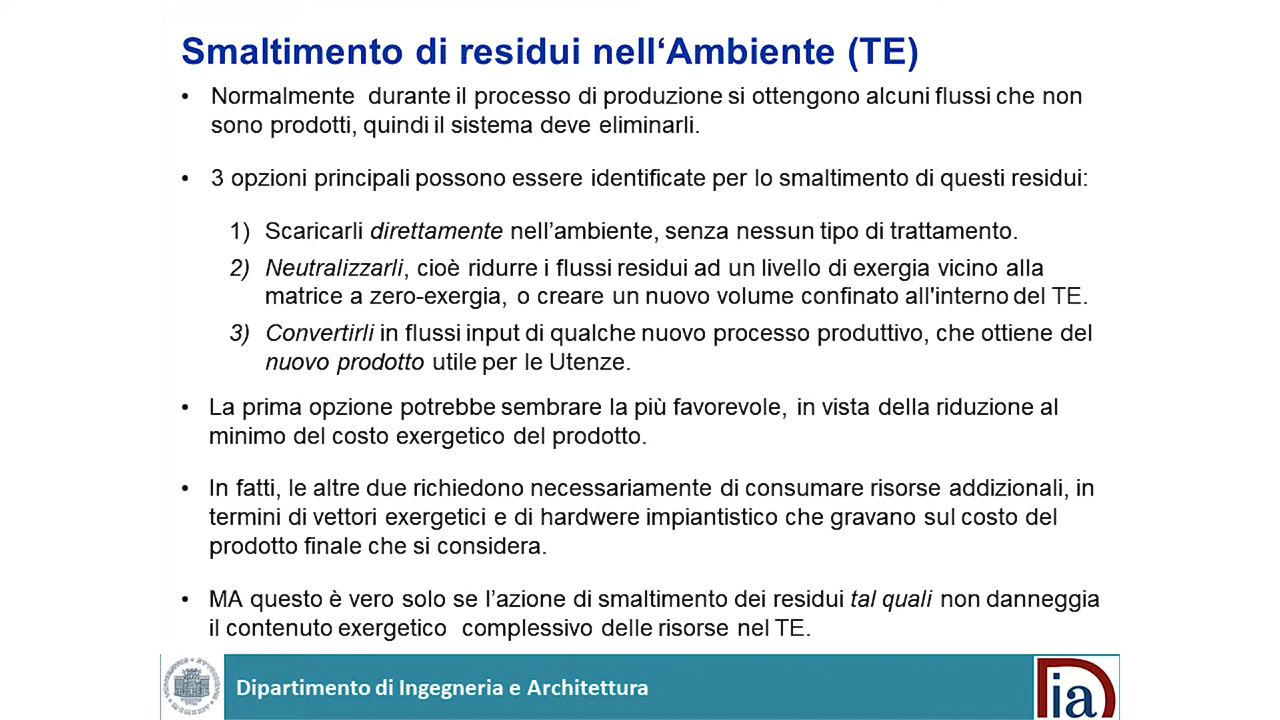 Smaltimento di residui nell‘Ambiente (TE)
• Normalmente durante il processo di produzione si ottengono alcuni flussi che non
sono prodotti, quindi il sistema deve eliminarli.
• 3 opzioni principali possono essere identificate per lo smaltimento di questi residui:
1) Scaricarli direttamente nell’ambiente, senza nessun tipo di trattamento.
2) Neutralizzarli, cioè ridurre i flussi residui ad un livello di exergia vicino alla
matrice a zero-exergia, o creare un nuovo volume confinato all'interno del TE.
3) Convertirli in flussi input di qualche nuovo processo produttivo, che ottiene del
nuovo prodotto utile per le Utenze.
• La prima opzione potrebbe sembrare la più favorevole, in vista della riduzione al
minimo del costo exergetico del prodotto.
• In fatti, le altre due richiedono necessariamente di consumare risorse addizionali, in
termini di vettori exergetici e di hardwere impiantistico che gravano sul costo del
prodotto finale che si considera.
• MA questo è vero solo se l’azione di smaltimento dei residui tal quali non danneggia
il contenuto exergetico complessivo delle risorse nel TE.
Dipartimento di Ingegneria e Architettura
ia